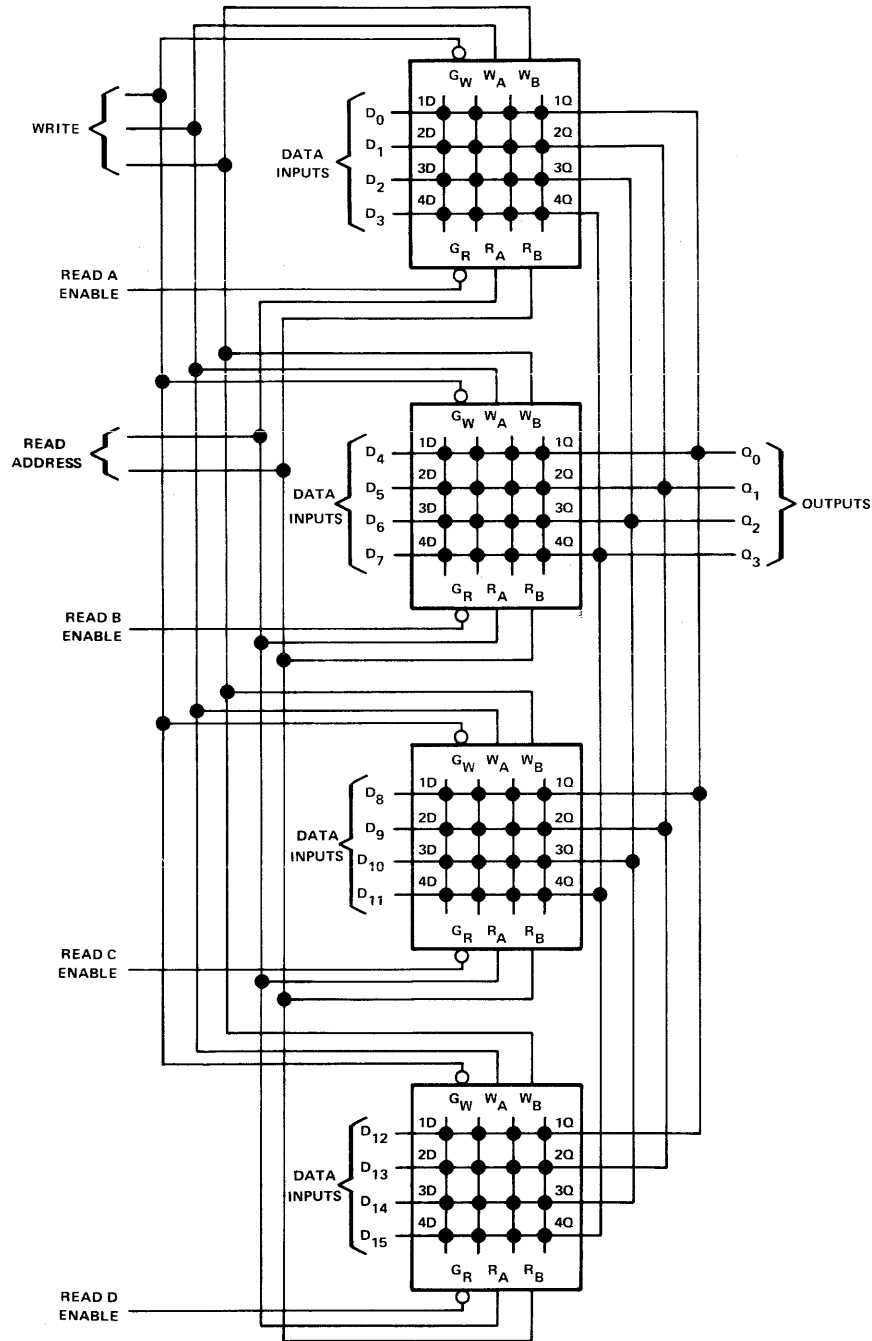 G_W W_A W_B
WRITE
DATA INPUTS
D_0 1D 1Q
D_1 2D 2Q
D_2 3D 3Q
D_3 4D 4Q
G_R R_A R_B
READ A
ENABLE
G_W W_A W_B
READ
ADDRESS
DATA
INPUTS
D_4 1D 1Q Q_0
D_5 2D 2Q Q_1
D_6 3D 3Q Q_2
D_7 4D 4Q Q_3
OUTPUTS
G_R R_A R_B
READ B
ENABLE
G_W W_A W_B
DATA
INPUTS
D_8 1D 1Q
D_9 2D 2Q
D_10 3D 3Q
D_11 4D 4Q
G_R R_A R_B
READ C
ENABLE
G_W W_A W_B
DATA
INPUTS
D_12 1D 1Q
D_13 2D 2Q
D_14 3D 3Q
D_15 4D 4Q
G_R R_A R_B
READ D
ENABLE